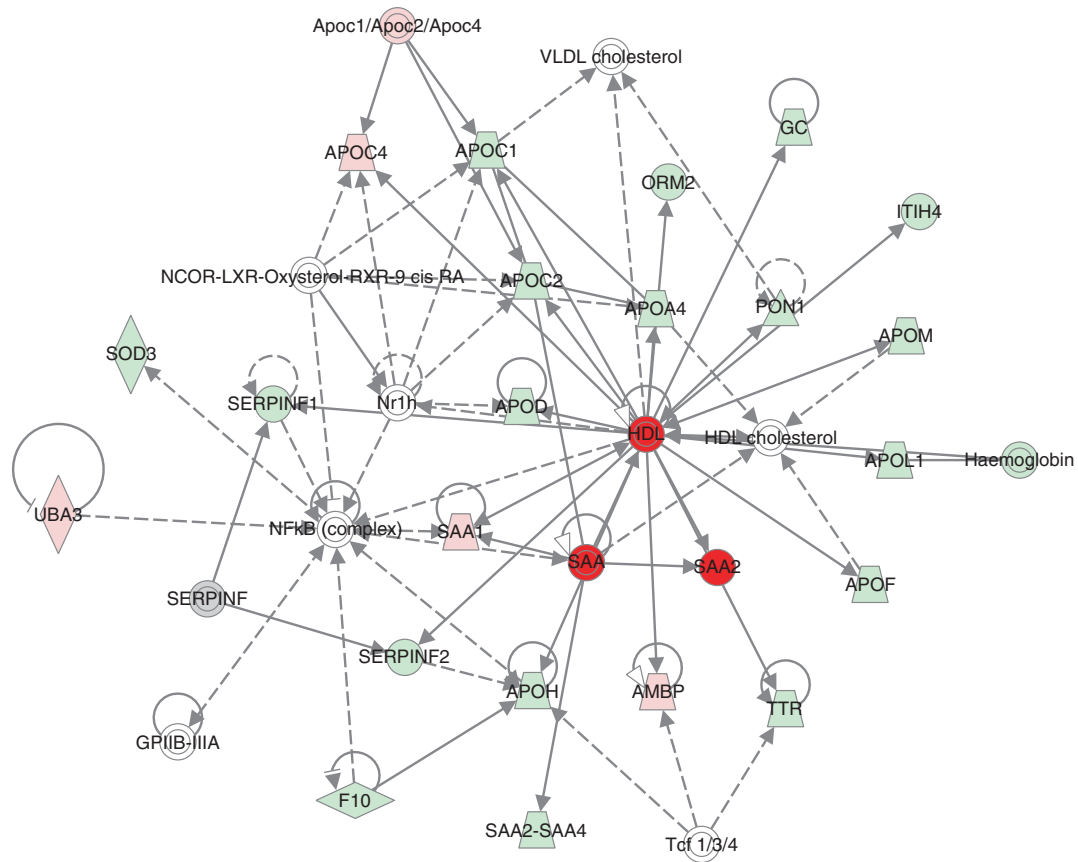 Apoc1/Apoc2/Apoc4
VLDL cholesterol
GC
APOC4
APOC1
ORM2
ITIH4
NCOR-LXR-Oxysterol-RXR-9 cis RA
APOC2
APOA4
PON1
APOM
SOD3
SERPINF1
Nr1h
APOD
HDL
HDL cholesterol
APOL1
Haemoglobin
UBA3
NFkB (complex)
SAA1
SAA
SAA2
APOF
SERPINF
SERPINF2
APOH
AMBP
TTR
GPIIB-IIIA
F10
SAA2-SAA4
Tcf 1/3/4